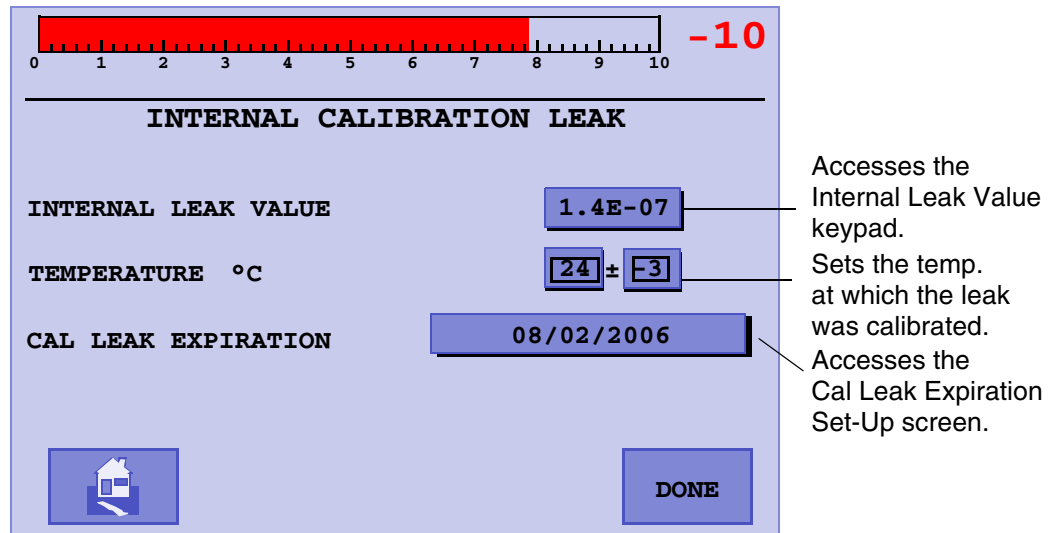 -10
0 1 2 3 4 5 6 7 8 9 10
INTERNAL CALIBRATION LEAK
INTERNAL LEAK VALUE 1.4E-07
TEMPERATURE °C 24 ± -3
CAL LEAK EXPIRATION 08/02/2006
DONE
Accesses the
Internal Leak Value
keypad.
Sets the temp.
at which the leak
was calibrated.
Accesses the
Cal Leak Expiration
Set-Up screen.